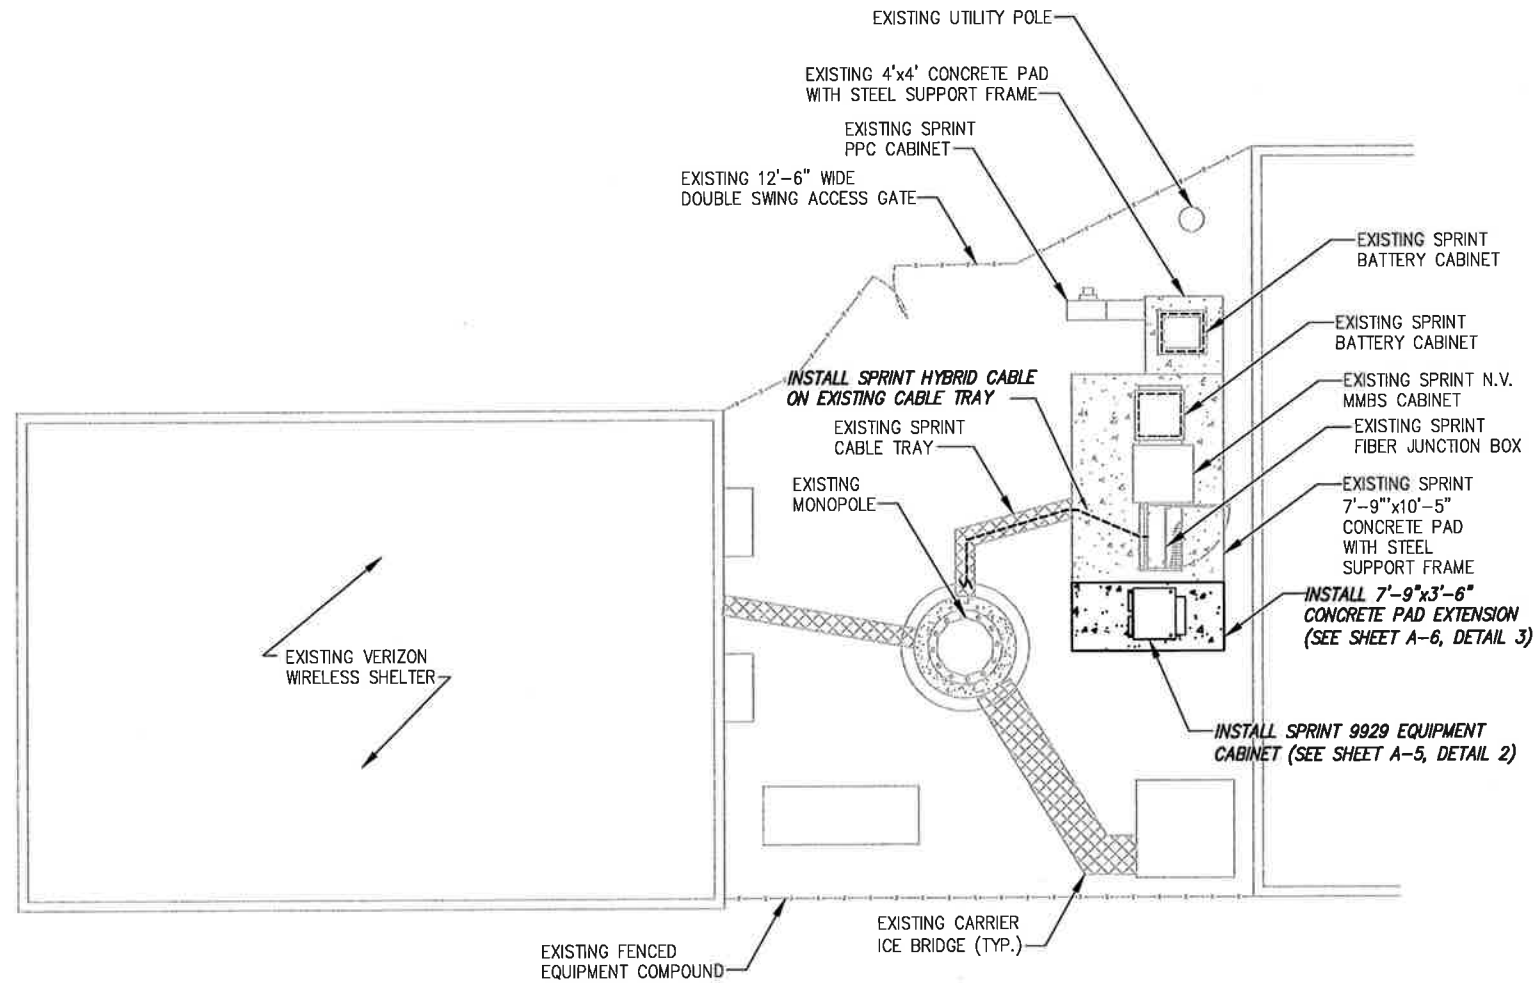 EXISTING UTILITY POLE
EXISTING 4'x4' CONCRETE PAD
WITH STEEL SUPPORT FRAME
EXISTING SPRINT
PPC CABINET
EXISTING 12'-6" WIDE
DOUBLE SWING ACCESS GATE
EXISTING SPRINT
BATTERY CABINET
EXISTING SPRINT
BATTERY CABINET
INSTALL SPRINT HYBRID CABLE
ON EXISTING CABLE TRAY
EXISTING SPRINT N.V.
MMBS CABINET
EXISTING SPRINT
CABLE TRAY
EXISTING SPRINT
FIBER JUNCTION BOX
EXISTING
MONOPOLE
EXISTING SPRINT
7'-9"'x10'-5"
CONCRETE PAD
WITH STEEL
SUPPORT FRAME
INSTALL 7'-9"x3'-6"
CONCRETE PAD EXTENSION
(SEE SHEET A-6, DETAIL 3)
EXISTING VERIZON
WIRELESS SHELTER
INSTALL SPRINT 9929 EQUIPMENT
CABINET (SEE SHEET A-5, DETAIL 2)
EXISTING CARRIER
ICE BRIDGE (TYP.)
EXISTING FENCED
EQUIPMENT COMPOUND